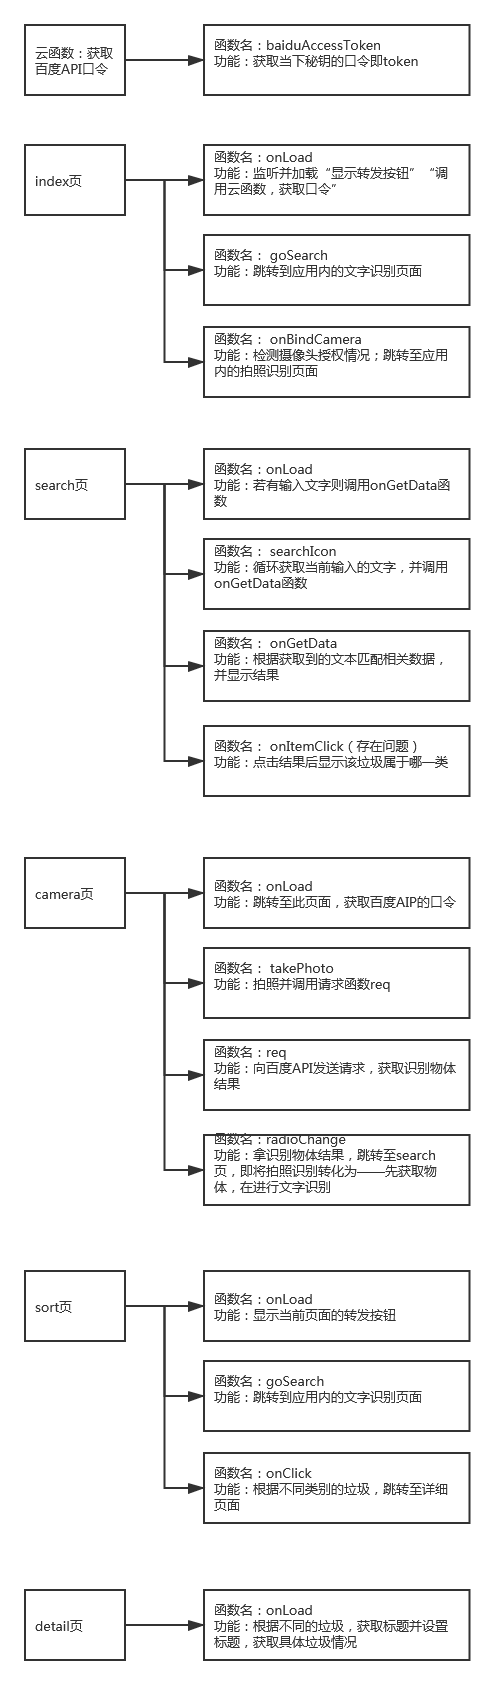 云函数：获取
百度API口令
函数名：baiduAccessToken
功能：获取当下秘钥的口令即token
index页
函数名：onLoad
功能：监听并加载“显示转发按钮”“调
用云函数，获取口令”
函数名： goSearch
功能：跳转到应用内的文字识别页面
函数名： onBindCamera
功能：检测摄像头授权情况；跳转至应用
内的拍照识别页面
search页
函数名：onLoad
功能：若有输入文字则调用onGetData函
数
函数名： searchIcon
功能：循环获取当前输入的文字，并调用
onGetData函数
函数名： onGetData
功能：根据获取到的文本匹配相关数据，
并显示结果
函数名： onItemClick（存在问题）
功能：点击结果后显示该垃圾属于哪一类
camera页
函数名：onLoad
功能：跳转至此页面，获取百度AIP的口令
函数名： takePhoto
功能：拍照并调用请求函数req
函数名：req
功能：向百度API发送请求，获取识别物体
结果
函数名：radioChange
功能：拿识别物体结果，跳转至search
页，即将拍照识别转化为——先获取物
体，在进行文字识别
sort页
函数名：onLoad
功能：显示当前页面的转发按钮
函数名：goSearch
功能：跳转到应用内的文字识别页面
函数名：onClick
功能：根据不同类别的垃圾，跳转至详细
页面
detail页
函数名：onLoad
功能：根据不同的垃圾，获取标题并设置
标题，获取具体垃圾情况